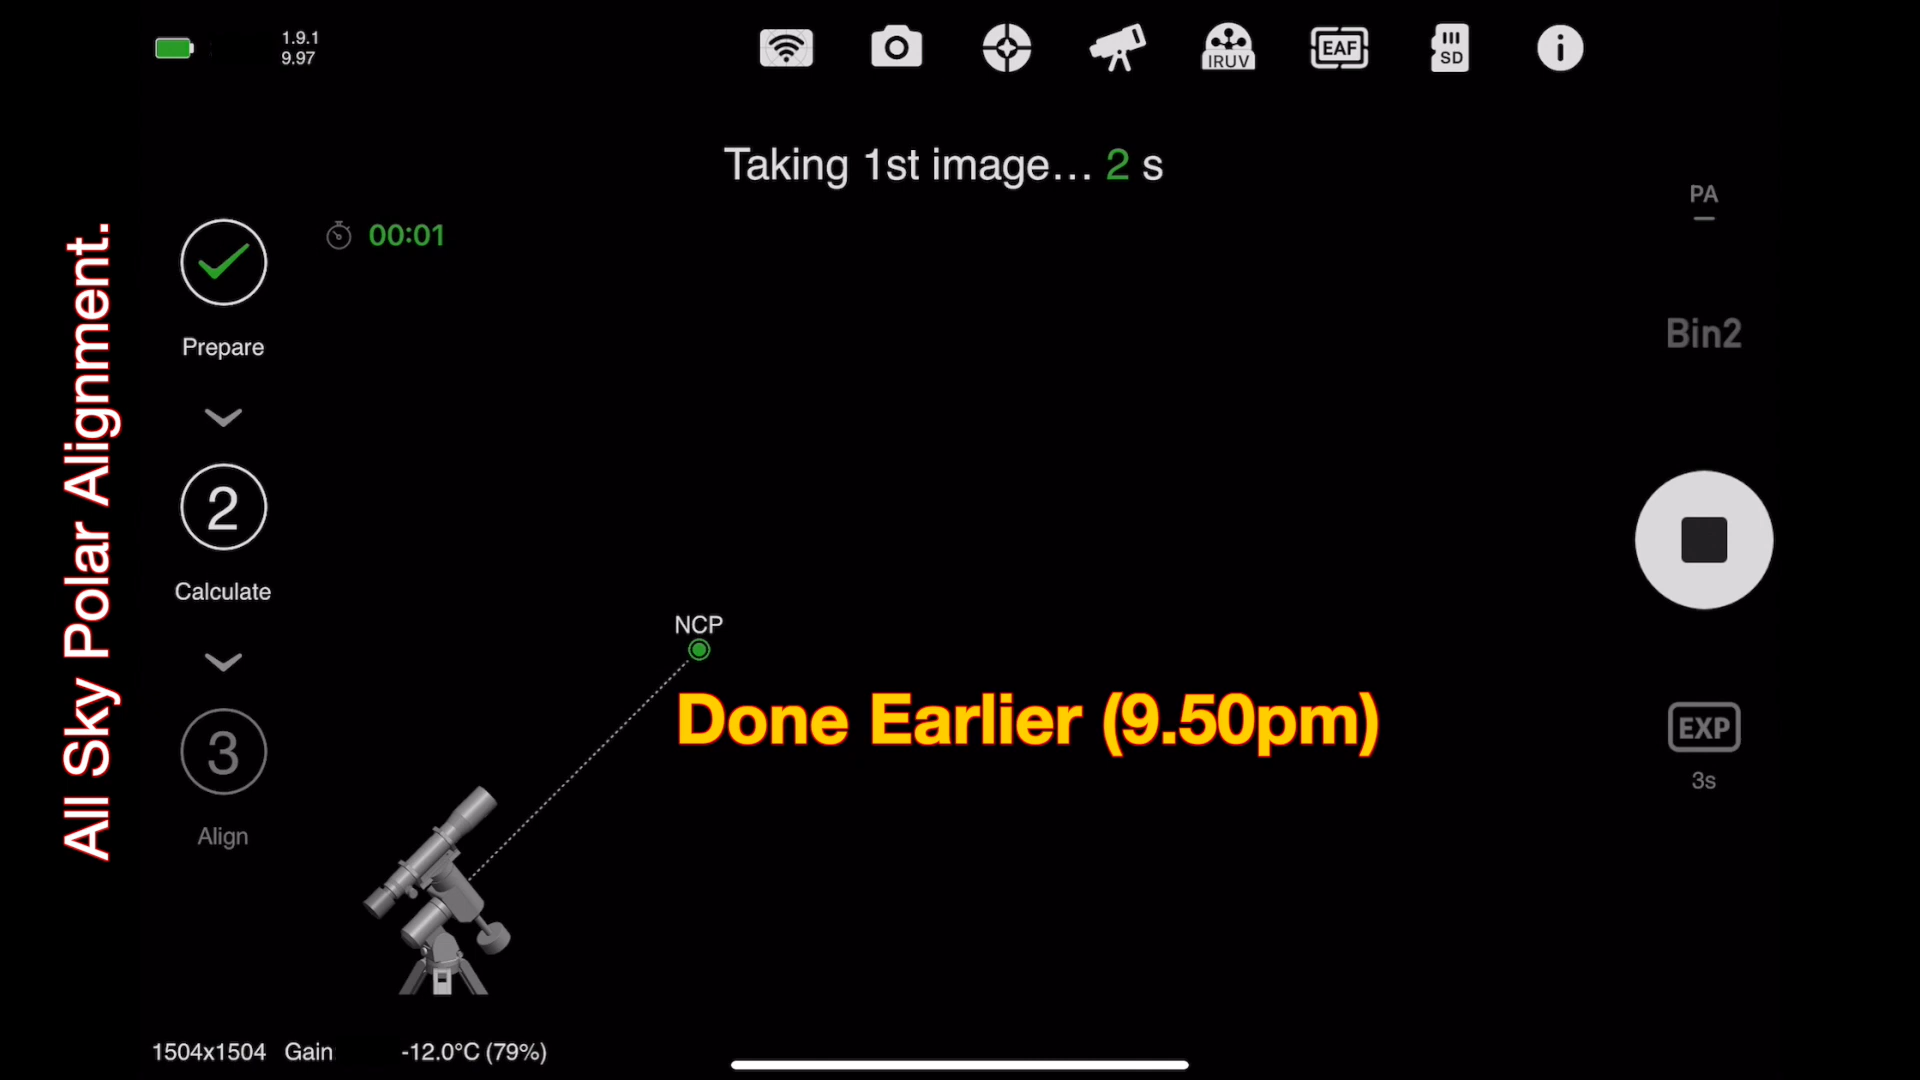 1.9.1
9.97
IRUV
EAF
SD
Taking 1st image... 2 s
00:01
PA
Prepare
Bin2
All Sky Polar Alignment.
2
Calculate
NCP
Done Earlier (9.50pm)
EXP
3s
3
Align
1504x1504 Gain -12.0°C (79%)